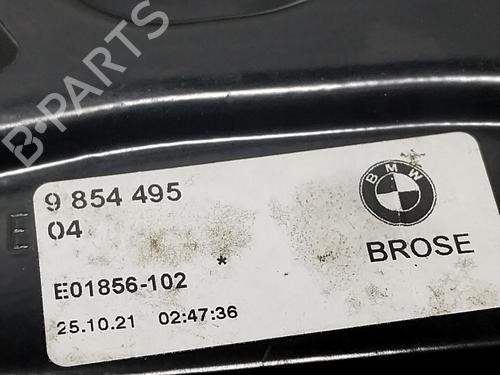 B-PARTS
9 854 495
04
E
BMW
BROSE
*
E01856-102
25.10.21 02:47:36